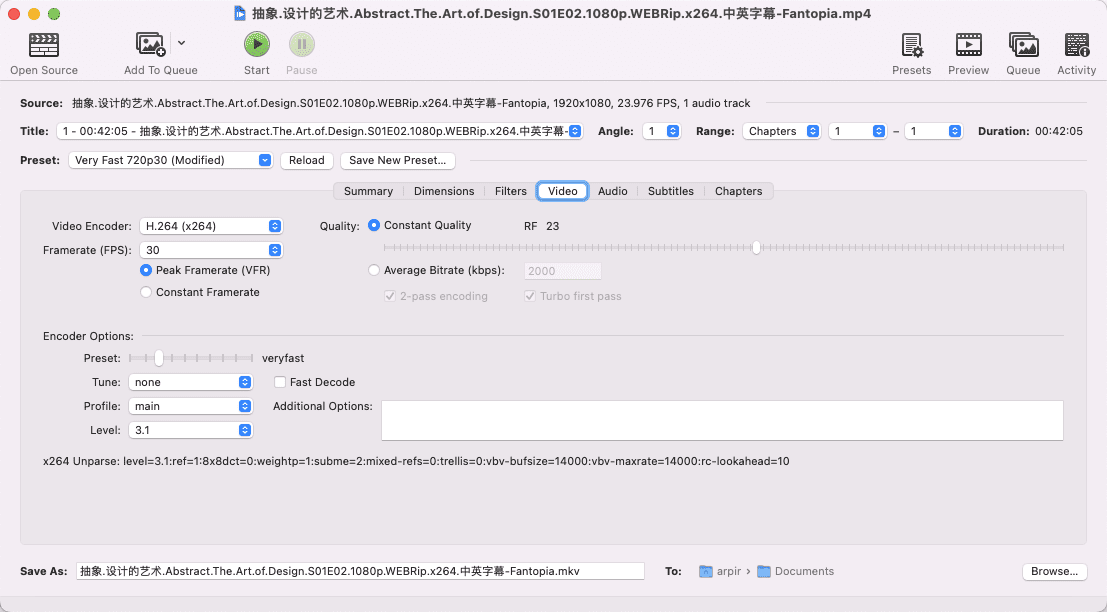 抽象.设计的艺术.Abstract.The.Art.of.Design.S01E02.1080p.WEBRip.x264.中英字幕-Fantopia.mp4
Open Source Add To Queue Start Pause Presets Preview Queue Activity
Source: 抽象.设计的艺术.Abstract.The.Art.of.Design.S01E02.1080p.WEBRip.x264.中英字幕-Fantopia, 1920x1080, 23.976 FPS, 1 audio track
Title: 1 - 00:42:05 - 抽象.设计的艺术.Abstract.The.Art.of.Design.S01E02.1080p.WEBRip.x264.中英字幕- Angle: 1 Range: Chapters 1 – 1 Duration: 00:42:05
Preset: Very Fast 720p30 (Modified) Reload Save New Preset...
Summary Dimensions Filters Video Audio Subtitles Chapters
Video Encoder: H.264 (x264) Quality: Constant Quality RF 23
Framerate (FPS): 30
Peak Framerate (VFR) Average Bitrate (kbps): 2000
Constant Framerate 2-pass encoding Turbo first pass
Encoder Options:
Preset: veryfast
Tune: none Fast Decode
Profile: main Additional Options:
Level: 3.1
x264 Unparse: level=3.1:ref=1:8x8dct=0:weightp=1:subme=2:mixed-refs=0:trellis=0:vbv-bufsize=14000:vbv-maxrate=14000:rc-lookahead=10
Save As: 抽象.设计的艺术.Abstract.The.Art.of.Design.S01E02.1080p.WEBRip.x264.中英字幕-Fantopia.mkv To: arpir › Documents Browse...